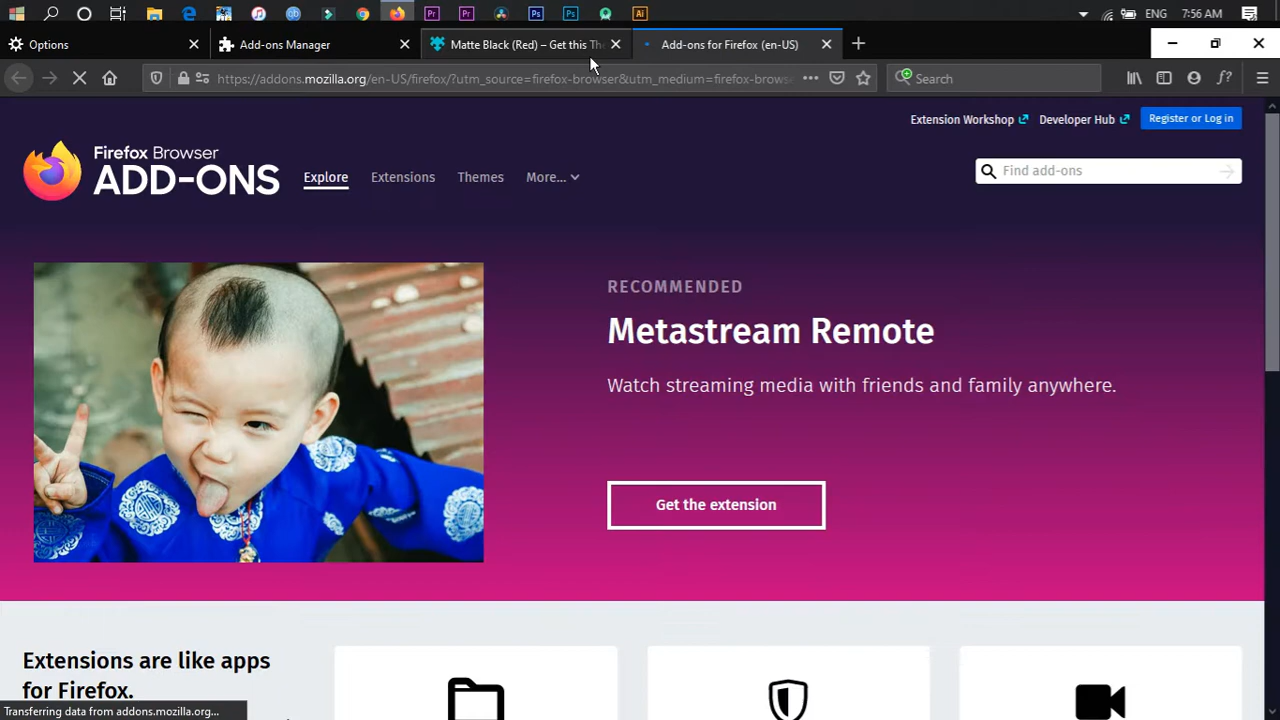 ENG 7:56 AM
Options
Add-ons Manager
Matte Black (Red) – Get this The
Add-ons for Firefox (en-US)
https://addons.mozilla.org/en-US/firefox/?utm_source=firefox-browser&utm_medium=firefox-brows
Search
Extension Workshop
Developer Hub
Register or Log in
Firefox Browser
ADD-ONS
Explore
Extensions
Themes
More...
Find add-ons
RECOMMENDED
Metastream Remote
Watch streaming media with friends and family anywhere.
Get the extension
Extensions are like apps
for Firefox.
Transferring data from addons.mozilla.org...